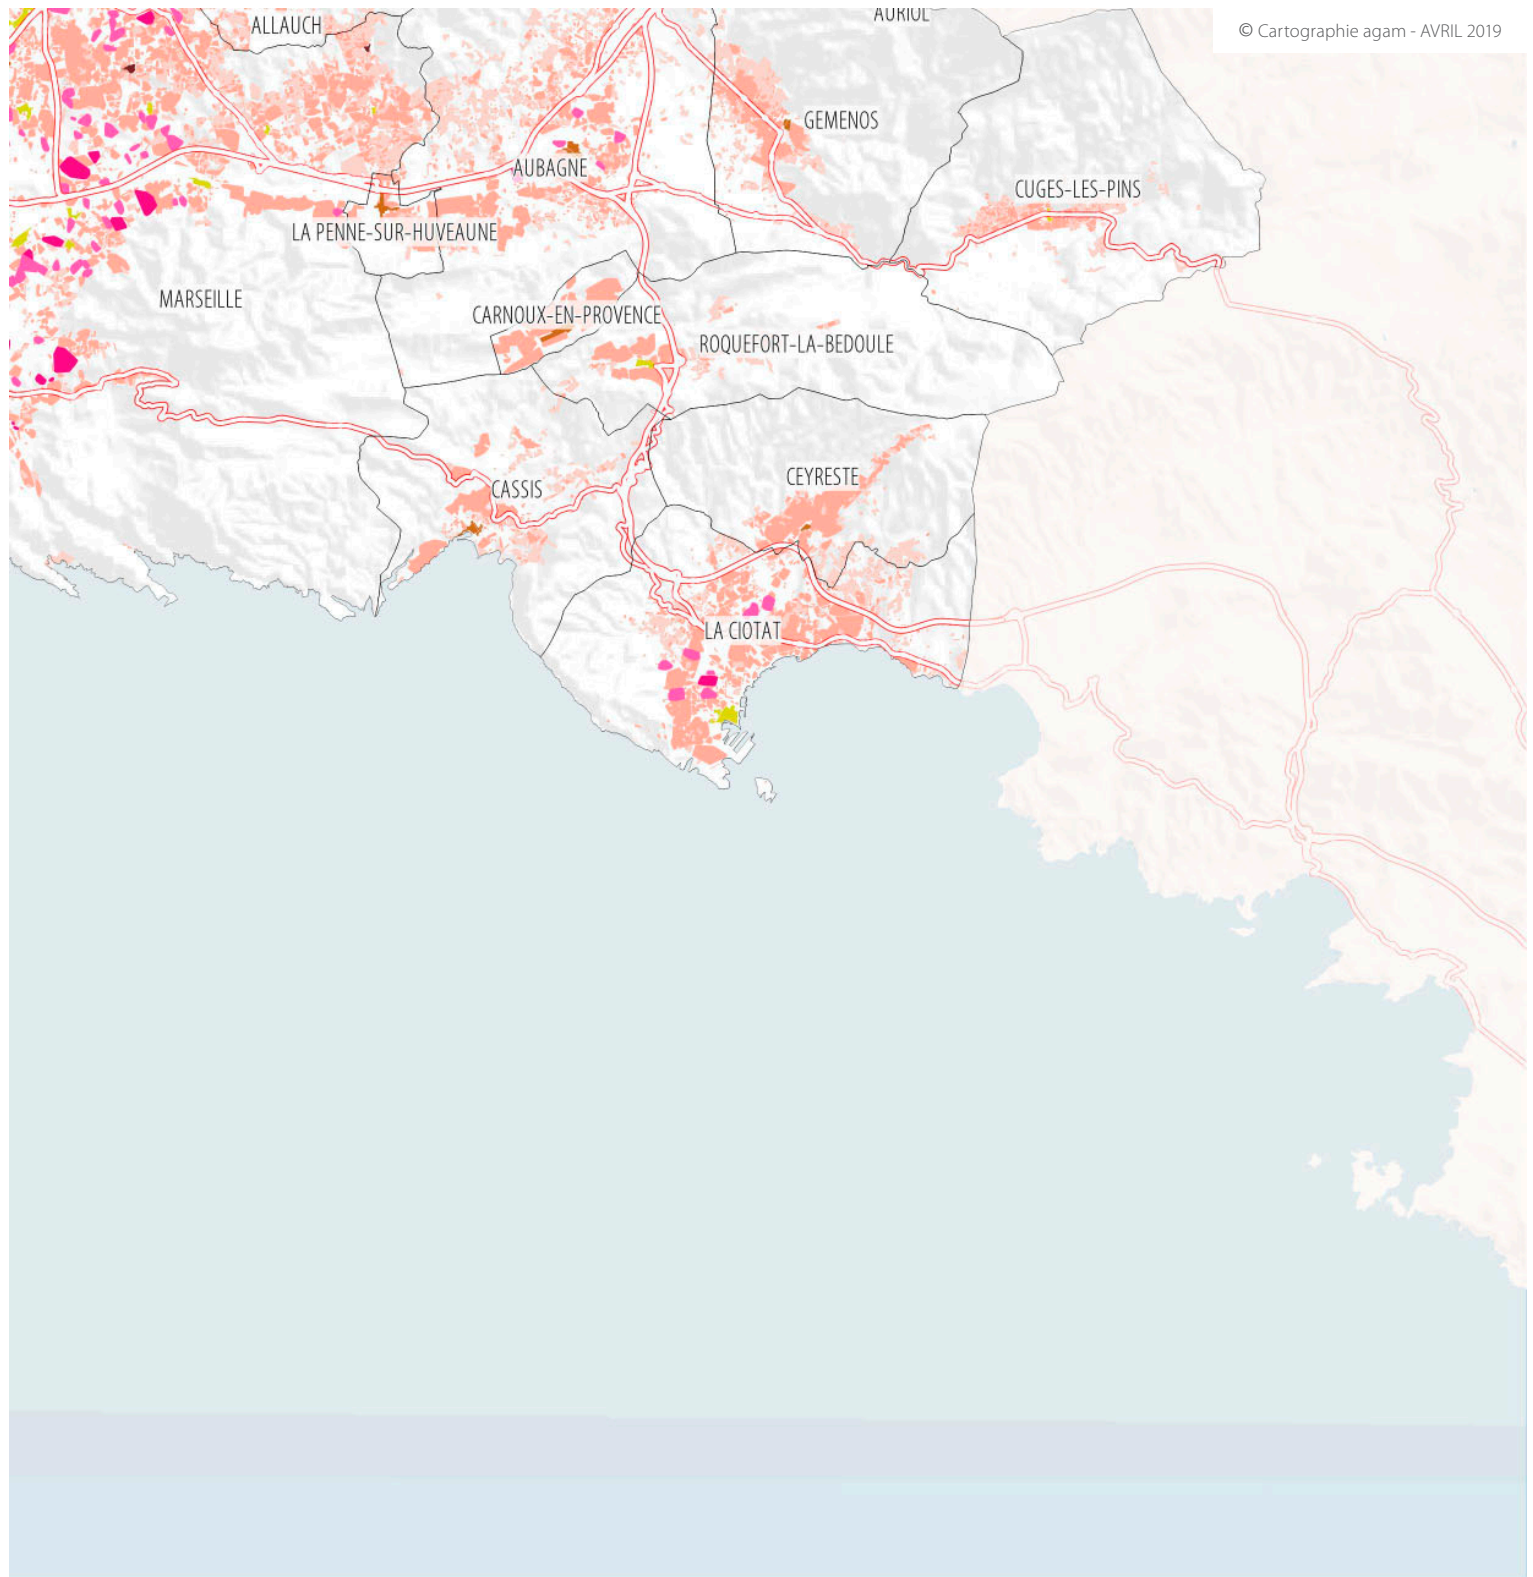 © Cartographie agam - AVRIL 2019
AURIOL
ALLAUCH
GEMENOS
AUBAGNE
CUGES-LES-PINS
LA PENNE-SUR-HUVEAUNE
MARSEILLE
CARNOUX-EN-PROVENCE
ROQUEFORT-LA-BEDOULE
CEYRESTE
CASSIS
LA CIOTAT